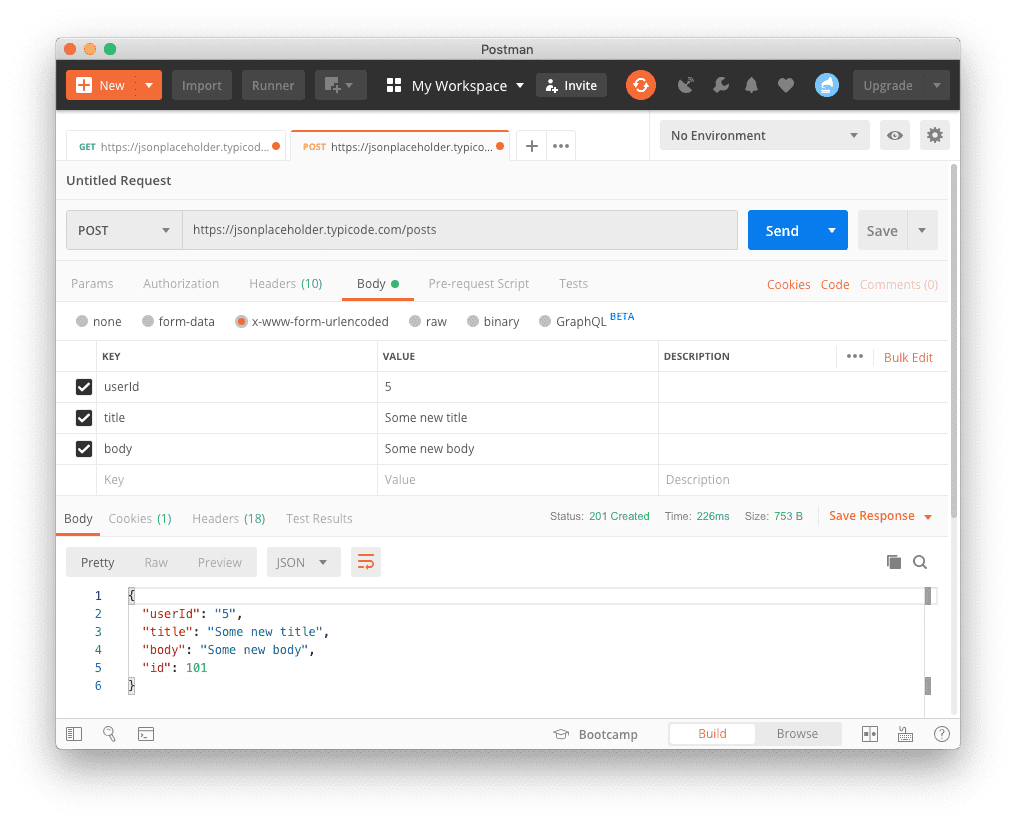 Postman
New Import Runner My Workspace Invite Upgrade
GET https://jsonplaceholder.typicod... POST https://jsonplaceholder.typico... No Environment
Untitled Request
POST https://jsonplaceholder.typicode.com/posts Send Save
Params Authorization Headers (10) Body Pre-request Script Tests Cookies Code Comments (0)
none form-data x-www-form-urlencoded raw binary GraphQL BETA
KEY VALUE DESCRIPTION Bulk Edit
userId 5
title Some new title
body Some new body
Key Value Description
Body Cookies (1) Headers (18) Test Results Status: 201 Created Time: 226ms Size: 753 B Save Response
Pretty Raw Preview JSON
1 {
2 "userId": "5",
3 "title": "Some new title",
4 "body": "Some new body",
5 "id": 101
6 }
Bootcamp Build Browse